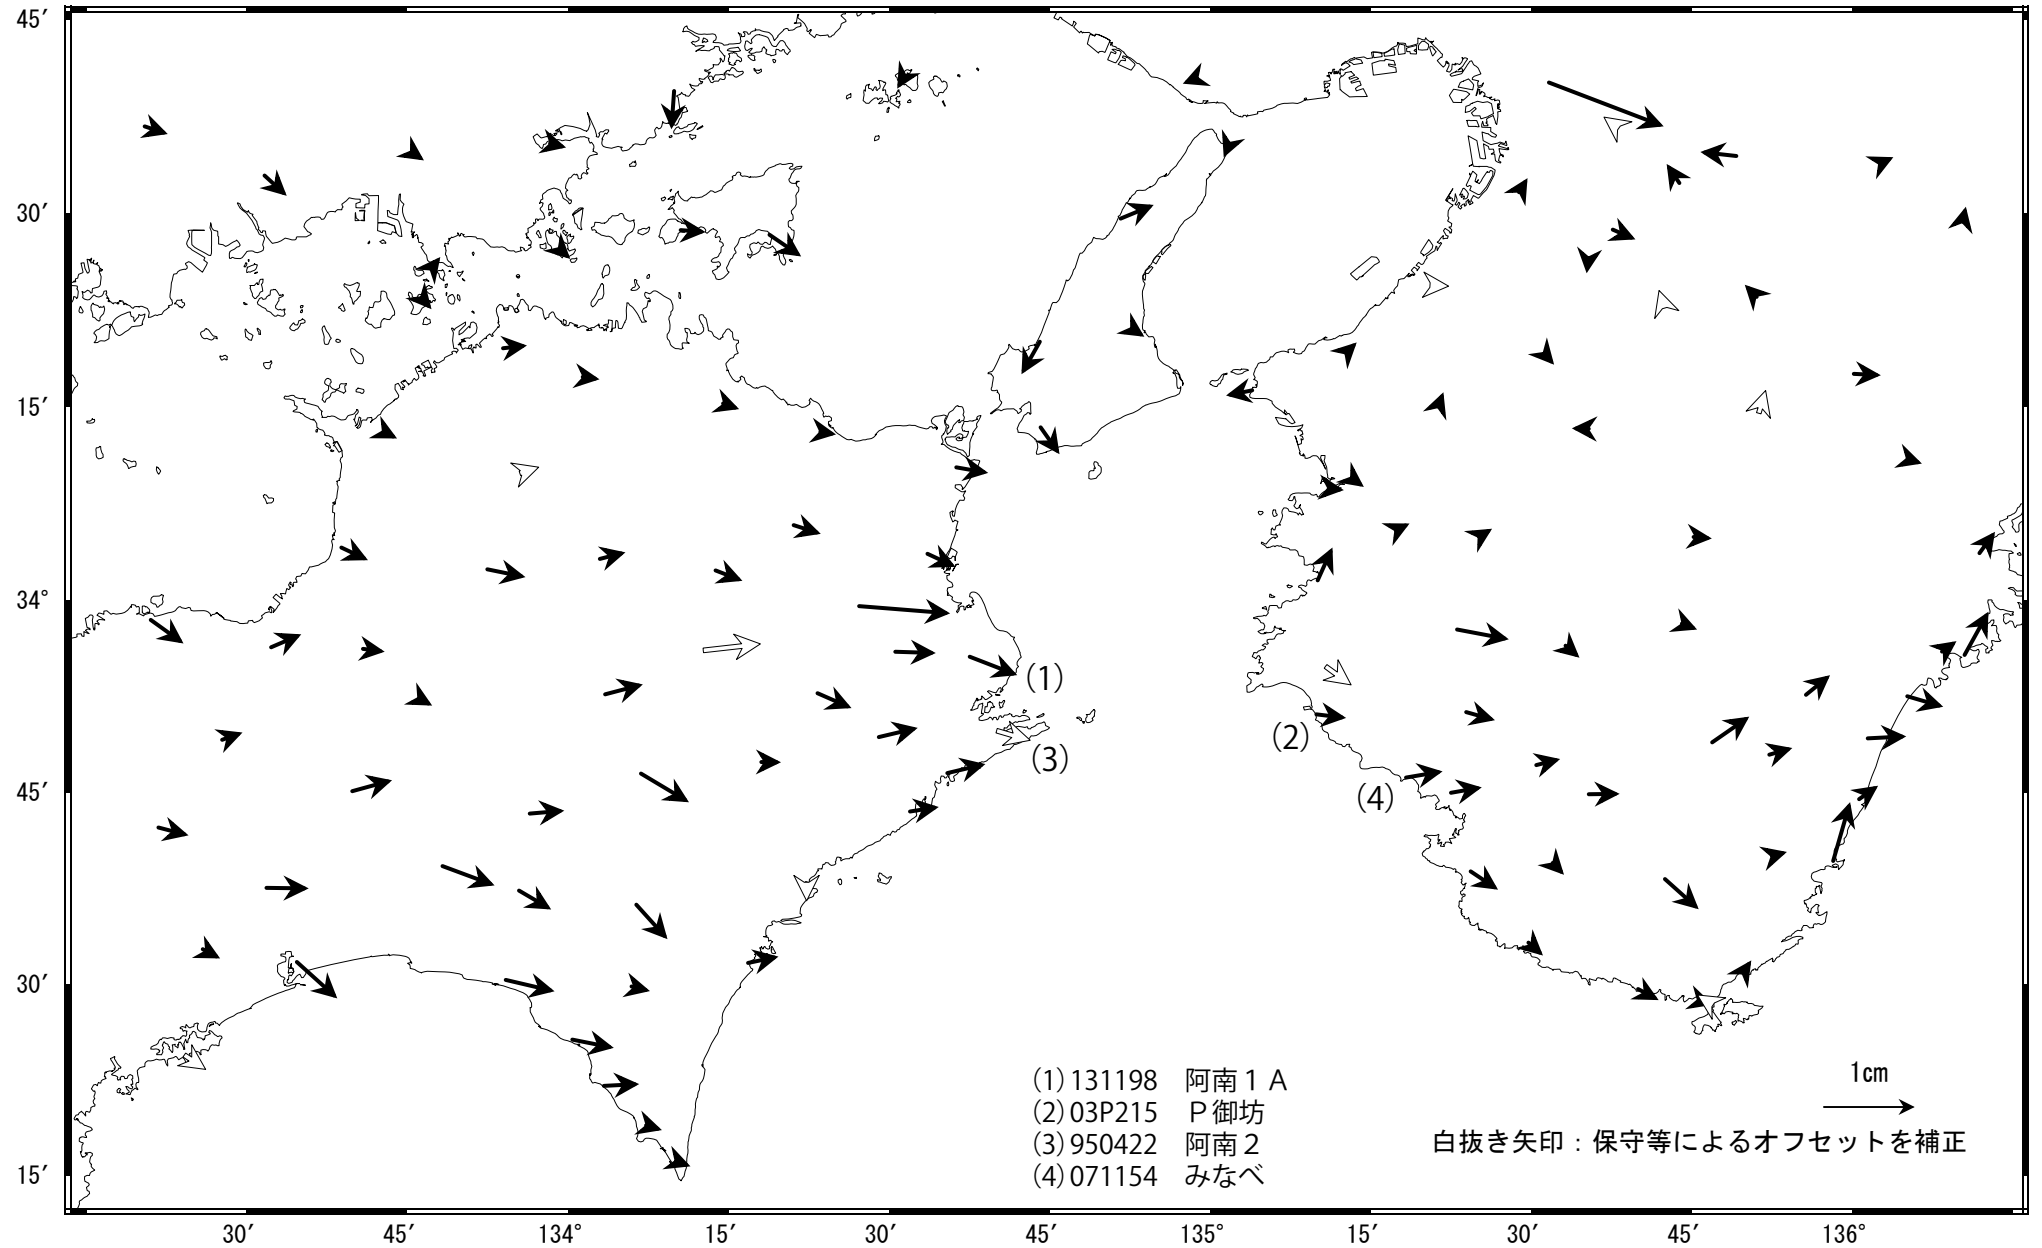 45′
30′
15′
34°
45′
30′
15′
(1)
(2)
(3)
(4)
(1)131198 阿南１Ａ
(2)03P215 Ｐ御坊
(3)950422 阿南２
(4)071154 みなべ
1cm
白抜き矢印：保守等によるオフセットを補正
30′ 45′ 134° 15′ 30′ 45′ 135° 15′ 30′ 45′ 136°